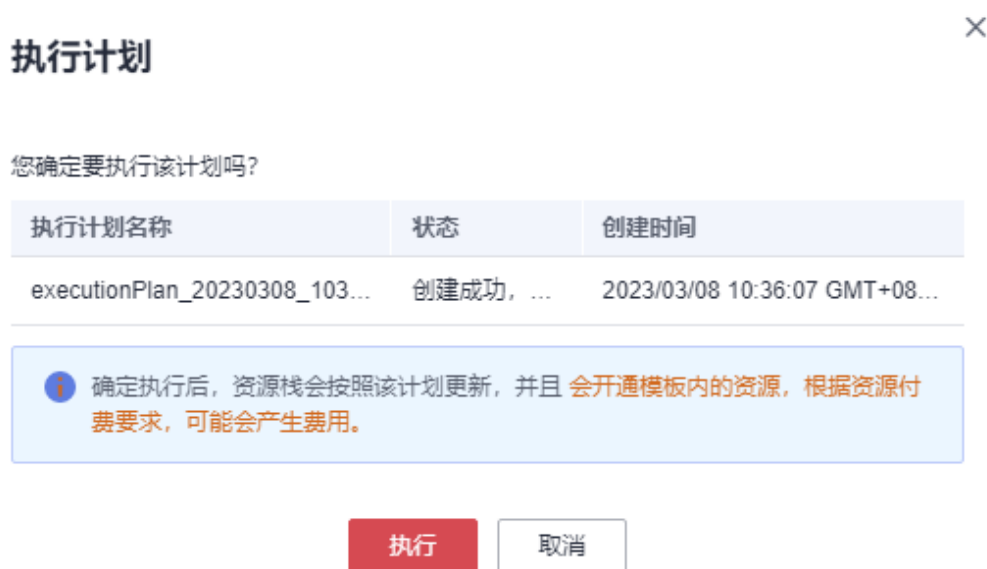 执行计划
您确定要执行该计划吗?
执行计划名称 状态 创建时间
executionPlan_20230308_103... 创建成功, ... 2023/03/08 10:36:07 GMT+08...
确定执行后，资源栈会按照该计划更新，并且 会开通模板内的资源，根据资源付
费要求，可能会产生费用。
执行 取消